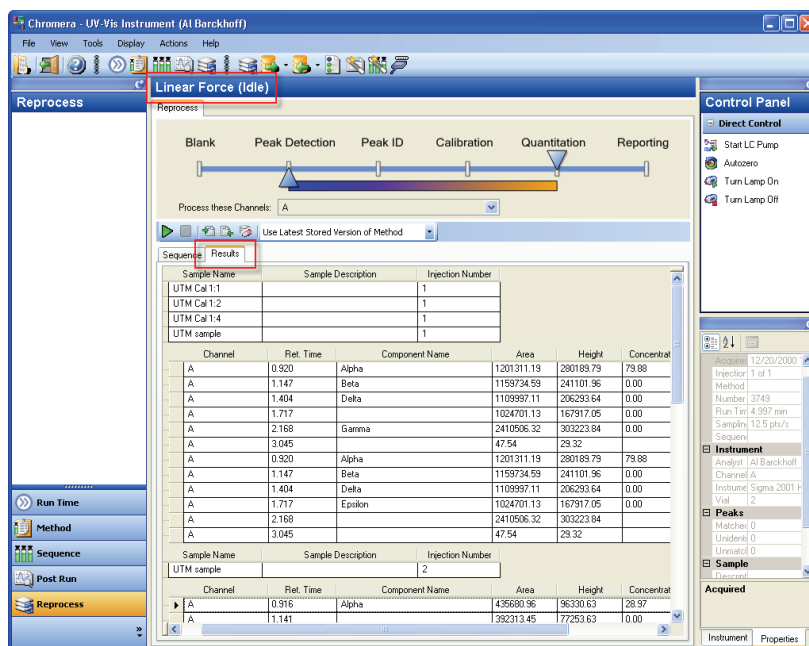 Chromera - UV-Vis Instrument (Al Barckhoff)
File View Tools Display Actions Help
Reprocess
Linear Force (Idle)
Reprocess
Blank Peak Detection Peak ID Calibration Quantitation Reporting
Process these Channels: A
Use Latest Stored Version of Method
Sequence Results
Sample Name Sample Description Injection Number
UTM Cal 1:1 1
UTM Cal 1:2 1
UTM Cal 1:4 1
UTM sample 1
Channel Ret. Time Component Name Area Height Concentrat
A 0.920 Alpha 1201311.19 280189.79 79.88
A 1.147 Beta 1159734.59 241101.96 0.00
A 1.404 Delta 1109997.11 206293.64 0.00
A 1.717 1024701.13 167917.05 0.00
A 2.168 Gamma 2410506.32 303223.84 0.00
A 3.045 47.54 29.32
A 0.920 Alpha 1201311.19 280189.79 79.88
A 1.147 Beta 1159734.59 241101.96 0.00
A 1.404 Delta 1109997.11 206293.64 0.00
A 1.717 Epsilon 1024701.13 167917.05 0.00
A 2.168 2410506.32 303223.84
A 3.045 47.54 29.32
Sample Name Sample Description Injection Number
UTM sample 2
Channel Ret. Time Component Name Area Height Concentrat
A 0.916 Alpha 435680.96 96330.63 28.97
A 1.141 392313.45 77253.63 0.00
Run Time
Method
Sequence
Post Run
Reprocess
Control Panel
Direct Control
Start LC Pump
Autozero
Turn Lamp On
Turn Lamp Off
Acquired 12/20/2000
Injection 1 of 1
Method
Number 3749
Run Tim 4.997 min
Sampling 12.5 pts/s
Sequen
Instrument
Analyst Al Barckhoff
Channel A
Instrume Sigma 2001 H
Vial 2
Peaks
Matched 0
Unidenti 0
Unmatcl 0
Sample
Descript
Acquired
Instrument Properties